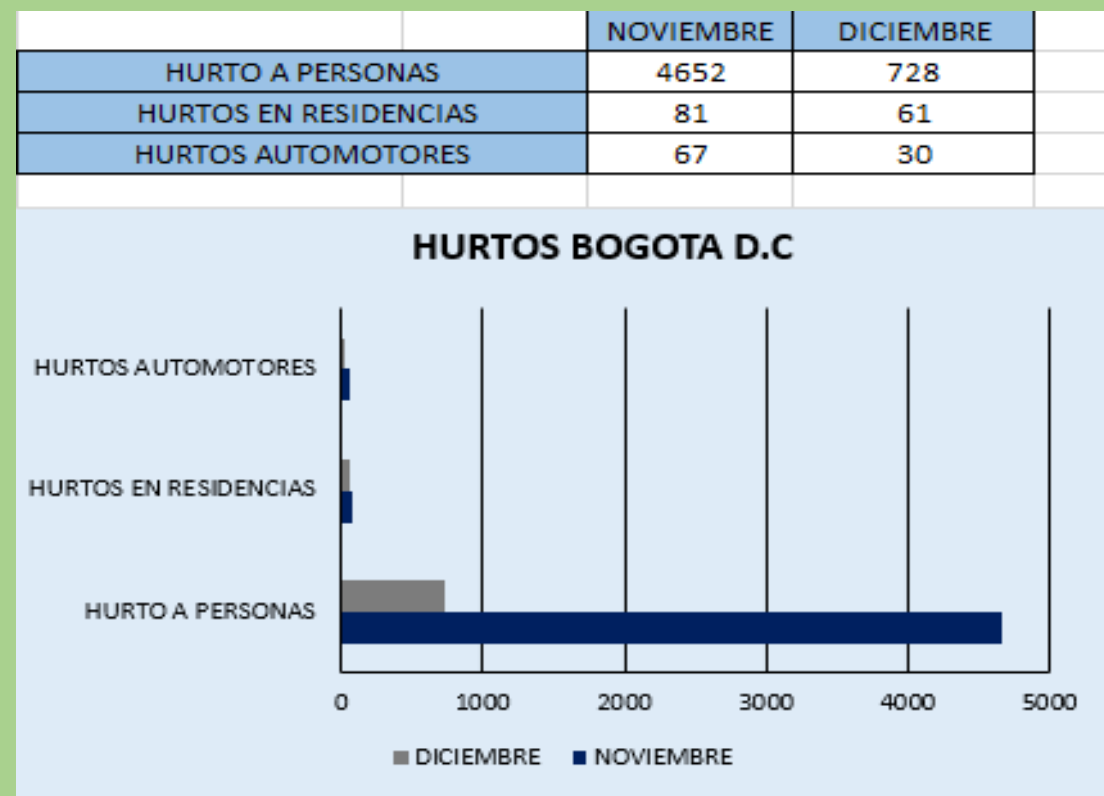 NOVIEMBRE DICIEMBRE
HURTO A PERSONAS 4652 728
HURTOS EN RESIDENCIAS 81 61
HURTOS AUTOMOTORES 67 30
HURTOS BOGOTA D.C
HURTOS AUTOMOTORES
HURTOS EN RESIDENCIAS
HURTO A PERSONAS
0 1000 2000 3000 4000 5000
DICIEMBRE NOVIEMBRE